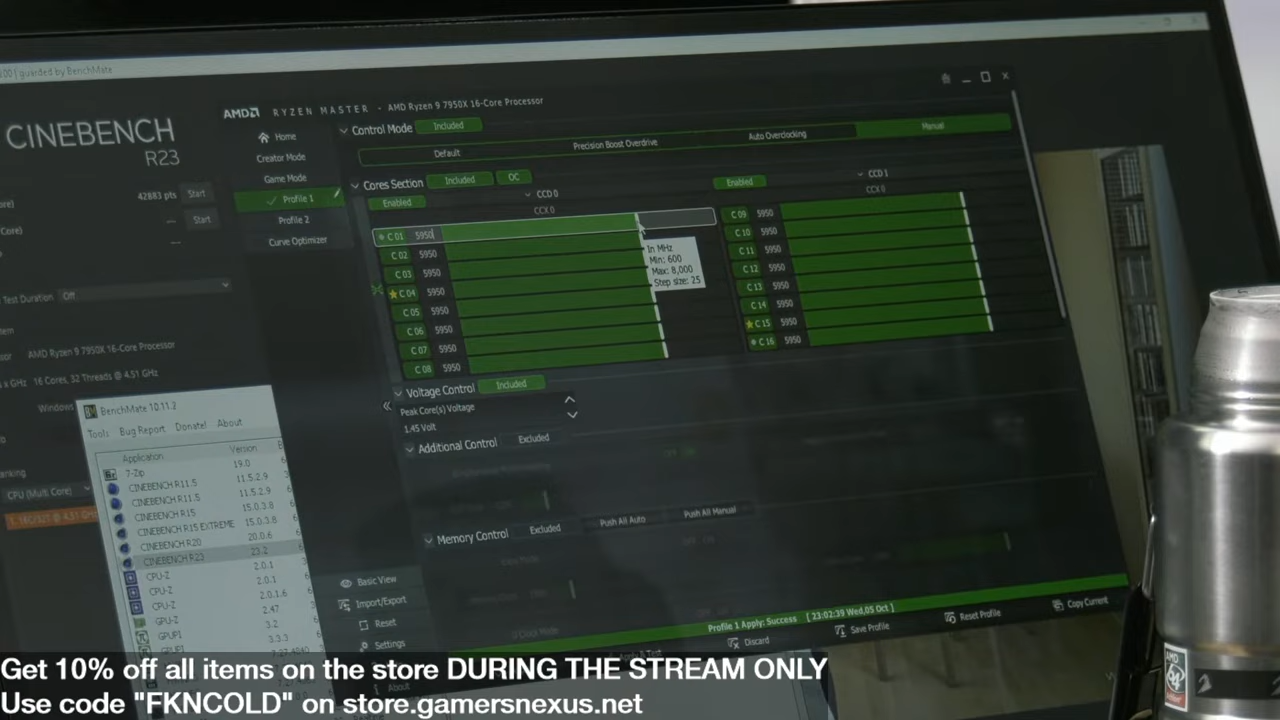 guarded by BenchMate
CINEBENCH
R23
42883 pts
Start
Start
Test Duration Off
AMD Ryzen 9 7950X 16-Core Processor
16 Cores, 32 Threads @ 4.51 GHz
Windows
CPU (Multi Core)
AMD RYZEN MASTER - AMD Ryzen 9 7950X 16-Core Processor
Home
Creator Mode
Game Mode
Profile 1
Profile 2
Curve Optimizer
Control Mode Included
Default Precision Boost Overdrive Auto Overclocking Manual
Cores Section Included OC
Enabled
CCD 0
CCX 0
C 01 5950
C 02 5950
C 03 5950
C 04 5950
C 05 5950
C 06 5950
C 07 5950
C 08 5950
In MHz
Min: 600
Max: 8,000
Step size: 25
Enabled
CCD 1
CCX 0
C 09 5950
C 10 5950
C 11 5950
C 12 5950
C 13 5950
C 14 5950
C 15 5950
C 16 5950
Voltage Control Included
Peak Core(s) Voltage
1.45 Volt
Additional Control Excluded
Memory Control Excluded Push All Auto Push All Manual
Basic View
Import/Export
Reset
Settings
About
Profile 1 Apply: Success [ 23:02:39 Wed,05 Oct ]
Discard Save Profile Reset Profile Copy Current
BenchMate 10.11.2
Tools Bug Report Donate! About
Application Version
7-Zip 19.0
CINEBENCH R11.5 11.5.2.9
CINEBENCH R11.5 11.5.2.9
CINEBENCH R15 15.0.3.8
CINEBENCH R15 EXTREME 15.0.3.8
CINEBENCH R20 20.0.6
CINEBENCH R23 23.2
CPU-Z 2.0.1
CPU-Z 2.0.1.6
CPU-Z 2.47
GPU-Z 3.2
GPUPI 3.3.3
GPUPI
Get 10% off all items on the store DURING THE STREAM ONLY
Use code "FKNCOLD" on store.gamersnexus.net